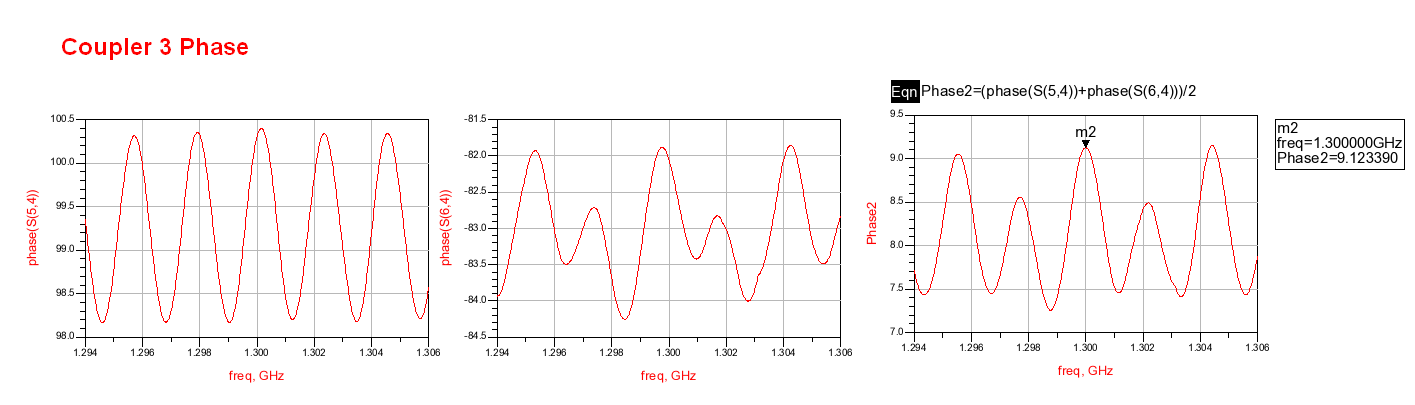 Coupler 3 Phase
Eqn Phase2=(phase(S(5,4))+phase(S(6,4)))/2
100.5
100.0
99.5
99.0
98.5
98.0
phase(S(5,4))
1.294 1.296 1.298 1.300 1.302 1.304 1.306
freq, GHz
-81.5
-82.0
-82.5
-83.0
-83.5
-84.0
-84.5
phase(S(6,4))
1.294 1.296 1.298 1.300 1.302 1.304 1.306
freq, GHz
9.5
9.0
8.5
8.0
7.5
7.0
Phase2
m2
1.294 1.296 1.298 1.300 1.302 1.304 1.306
freq, GHz
m2
freq=1.300000GHz
Phase2=9.123390